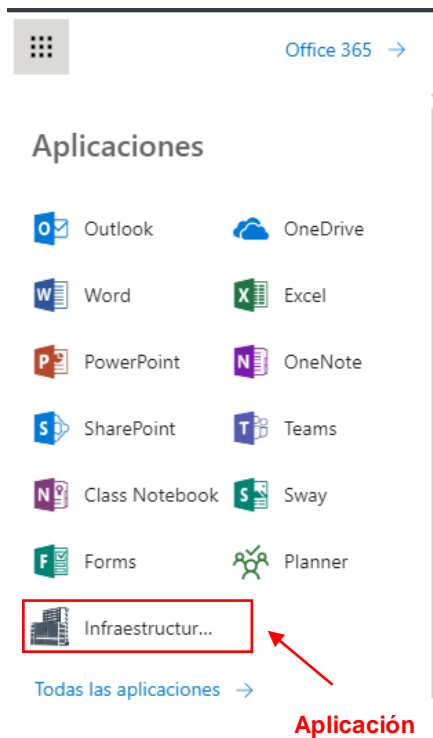 Office 365 →
Aplicaciones
Outlook OneDrive
Word Excel
PowerPoint OneNote
SharePoint Teams
Class Notebook Sway
Forms Planner
Infraestructur...
Todas las aplicaciones →
Aplicación